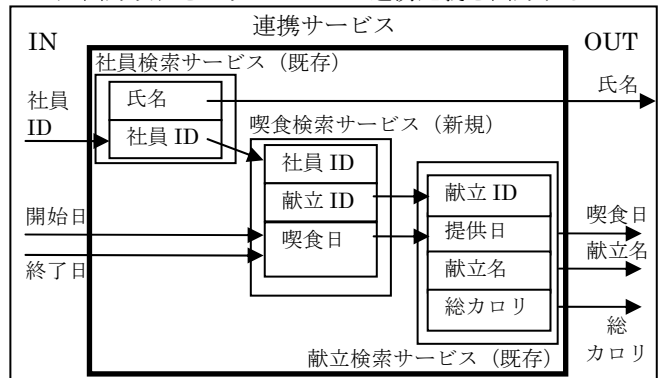 連携サービス
IN
OUT
社員検索サービス（既存）
氏名
氏名
社員
ID
社員 ID
喫食検索サービス（新規）
社員 ID
献立 ID
献立 ID
開始日
喫食日
提供日
喫食日
終了日
献立名
献立名
総カロリ
総
カロリ
献立検索サービス（既存）